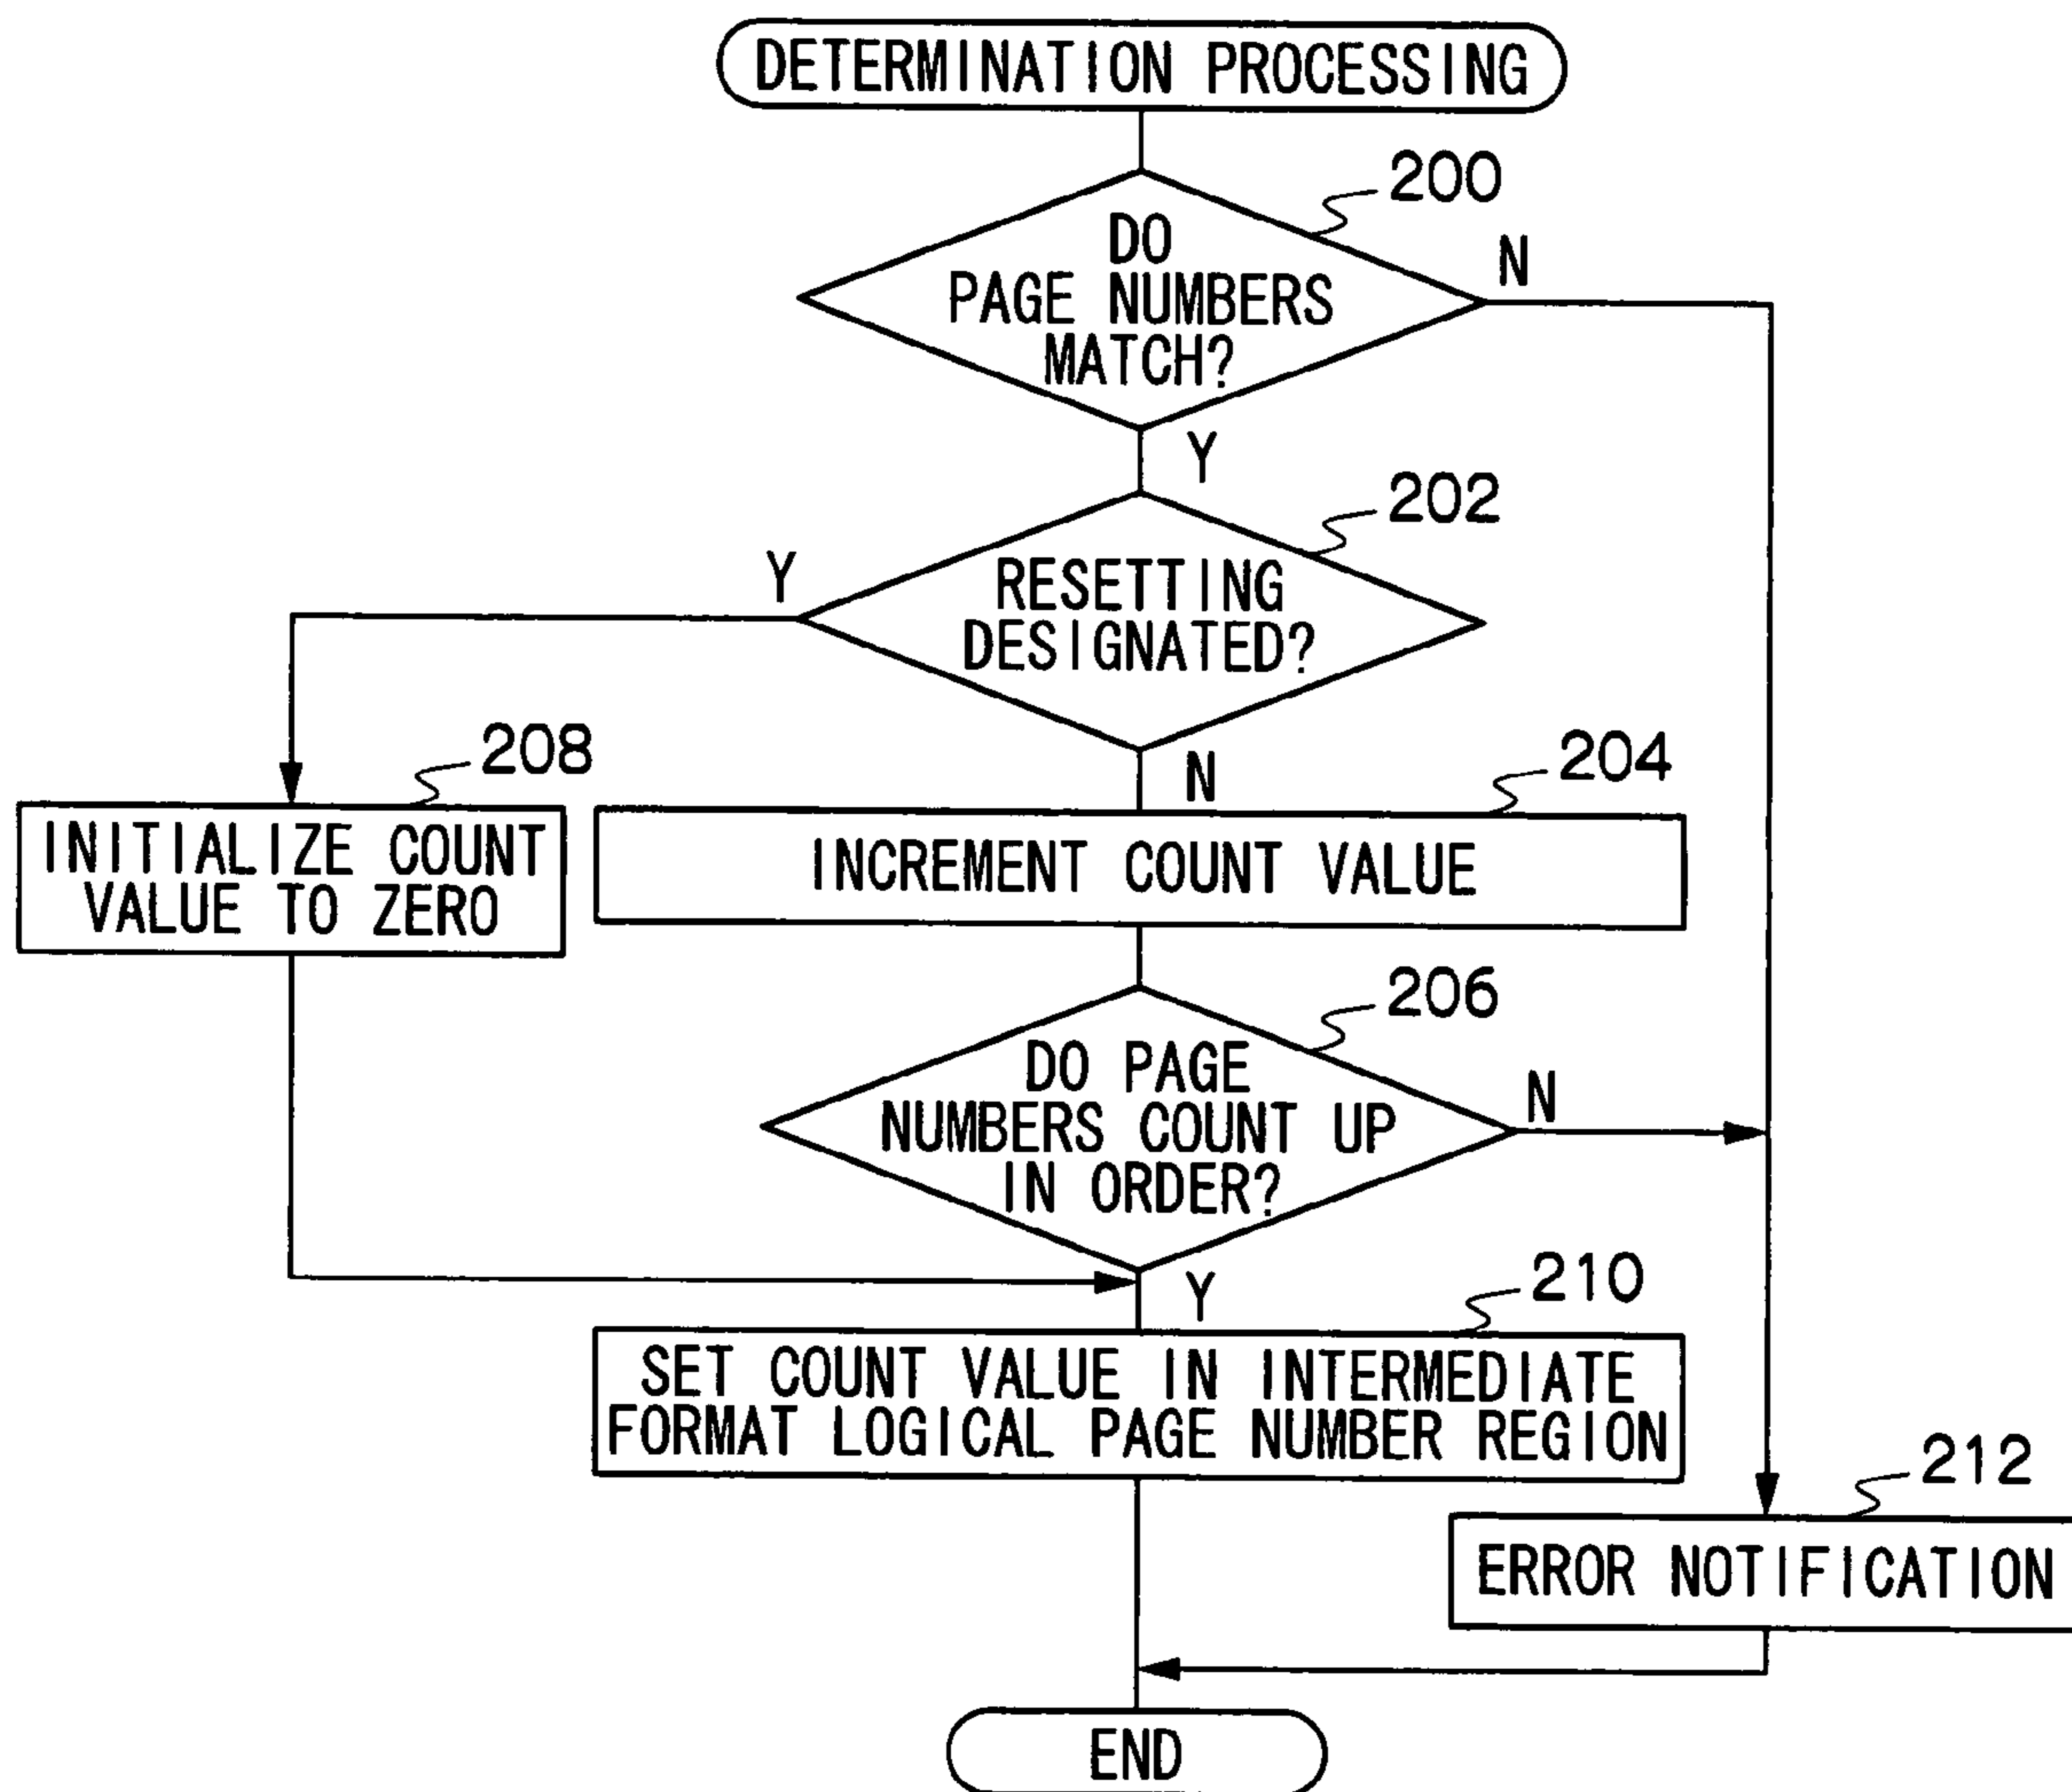 DETERMINATION PROCESSING
200
DO
PAGE NUMBERS
MATCH?
N
Y
202
RESETTING
DESIGNATED?
Y
N
208
INITIALIZE COUNT
VALUE TO ZERO
204
INCREMENT COUNT VALUE
206
DO PAGE
NUMBERS COUNT UP
IN ORDER?
N
Y
210
SET COUNT VALUE IN INTERMEDIATE
FORMAT LOGICAL PAGE NUMBER REGION
212
ERROR NOTIFICATION
END